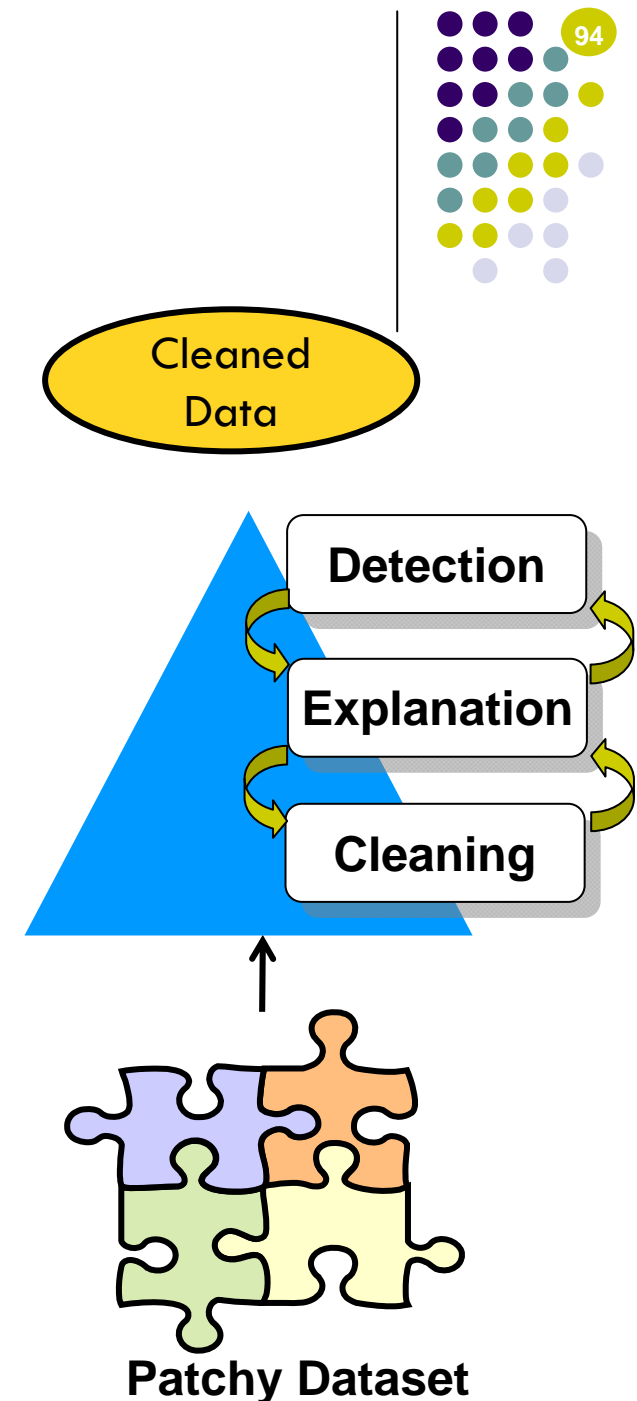 94
Cleaned
Data
Detection
Explanation
Cleaning
Patchy Dataset